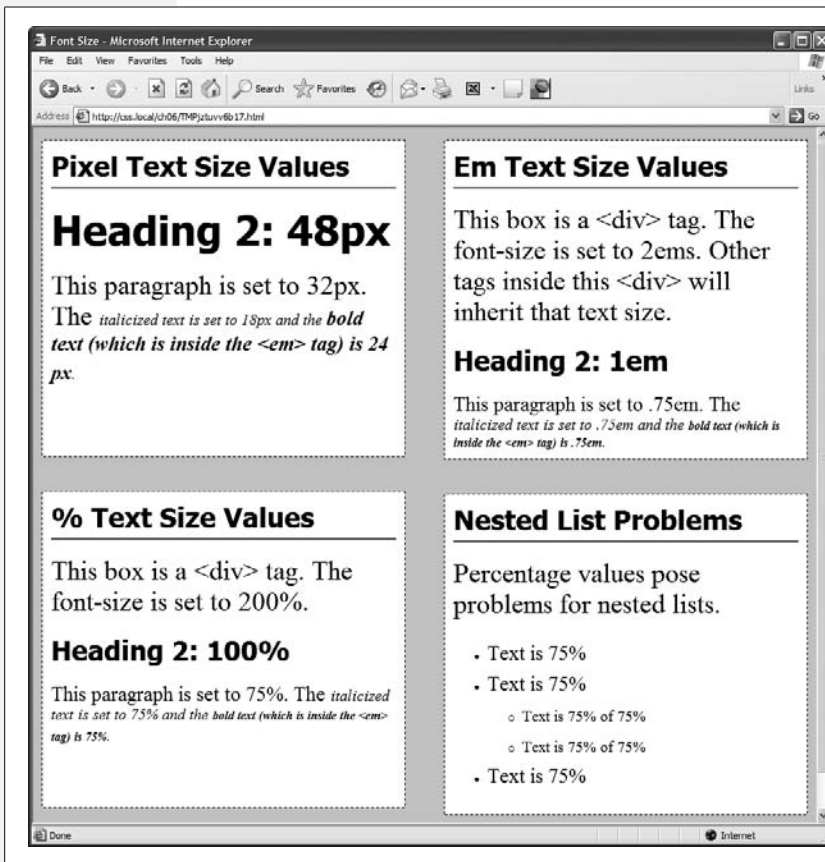 Font Size - Microsoft Internet Explorer
File Edit View Favorites Tools Help
Back Search Favorites Links
Address http://css.local/ch06/TMPjztuvv6b17.html Go
Pixel Text Size Values
Heading 2: 48px
This paragraph is set to 32px.
The italicized text is set to 18px and the bold
text (which is inside the <em> tag) is 24
px.
Em Text Size Values
This box is a <div> tag. The
font-size is set to 2ems. Other
tags inside this <div> will
inherit that text size.
Heading 2: 1em
This paragraph is set to .75em. The
italicized text is set to .75em and the bold text (which is
inside the <em> tag) is .75em.
% Text Size Values
This box is a <div> tag. The
font-size is set to 200%.
Heading 2: 100%
This paragraph is set to 75%. The italicized
text is set to 75% and the bold text (which is inside the <em>
tag) is 75%.
Nested List Problems
Percentage values pose
problems for nested lists.
Text is 75%
Text is 75%
Text is 75% of 75%
Text is 75% of 75%
Text is 75%
Done Internet